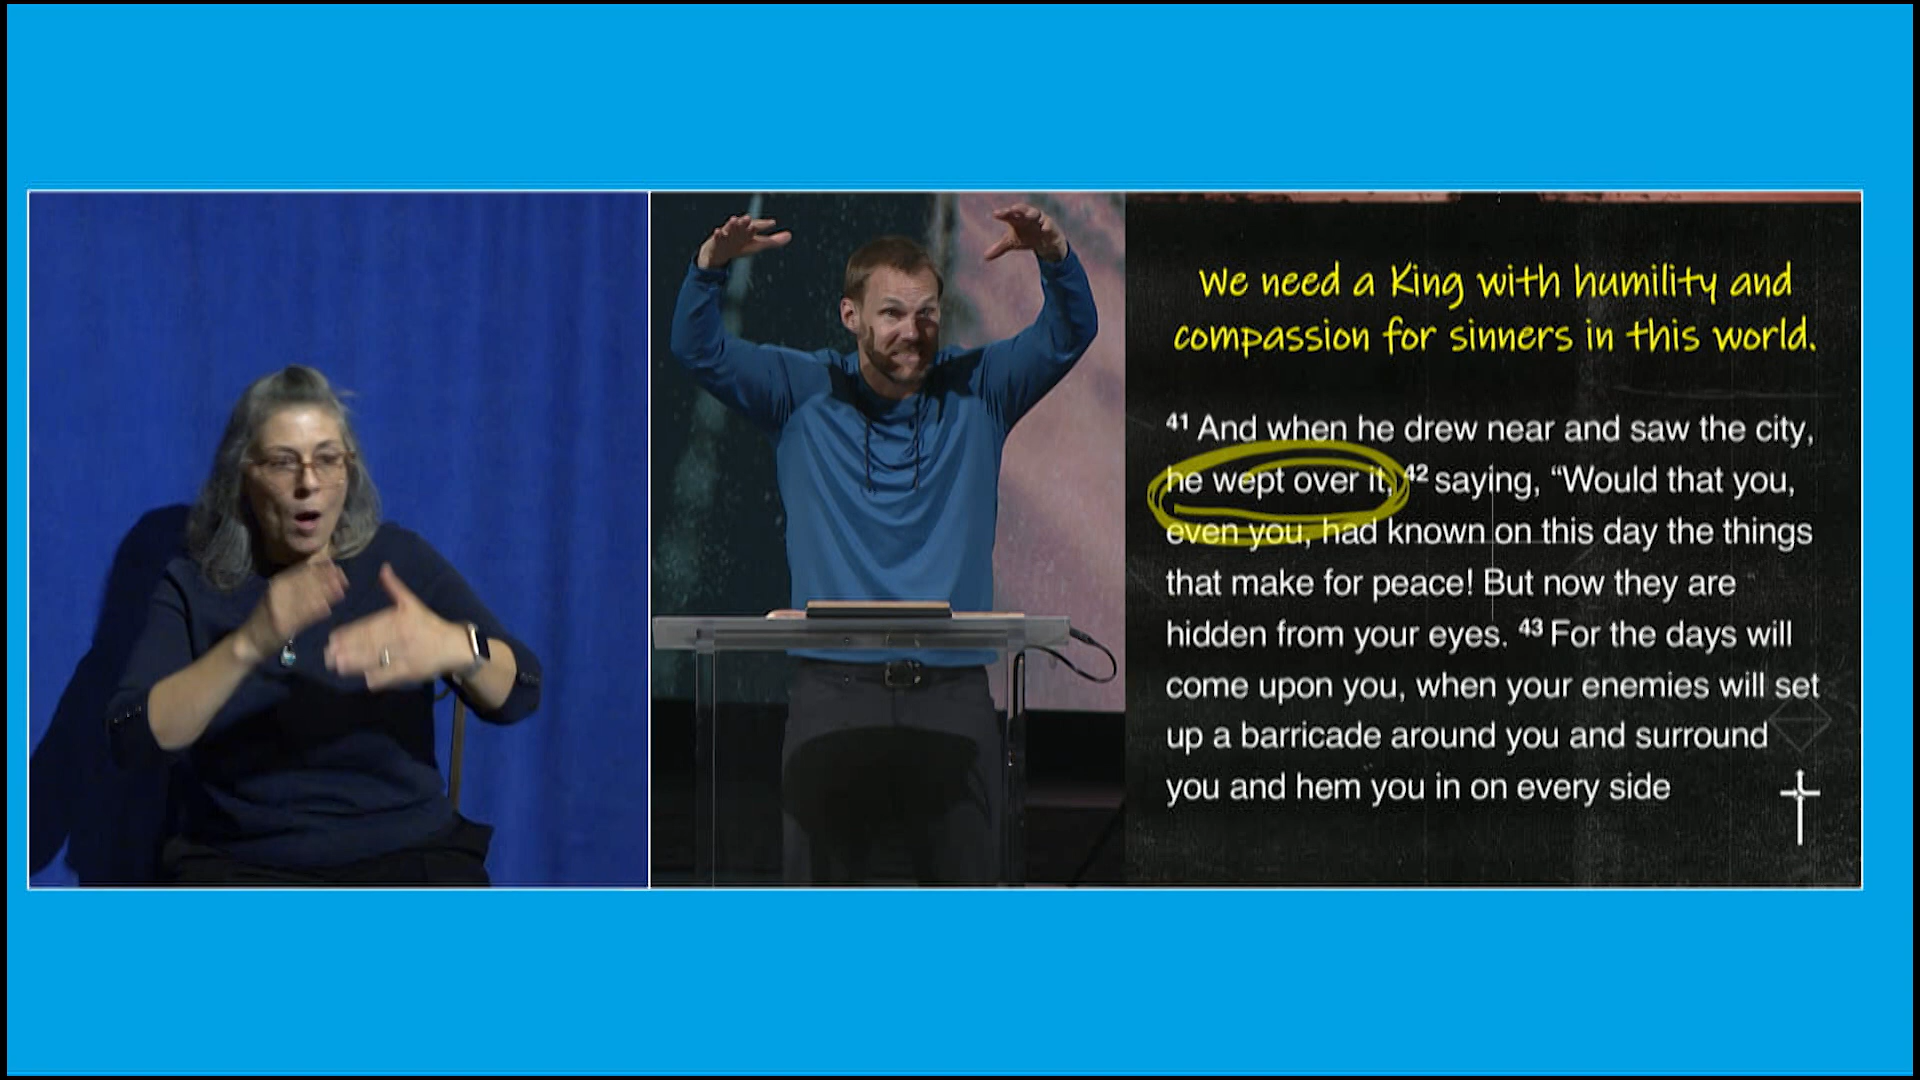 We need a King with humility and
compassion for sinners in this world.
41 And when he drew near and saw the city,
he wept over it, 42 saying, “Would that you,
even you, had known on this day the things
that make for peace! But now they are
hidden from your eyes. 43 For the days will
come upon you, when your enemies will set
up a barricade around you and surround
you and hem you in on every side